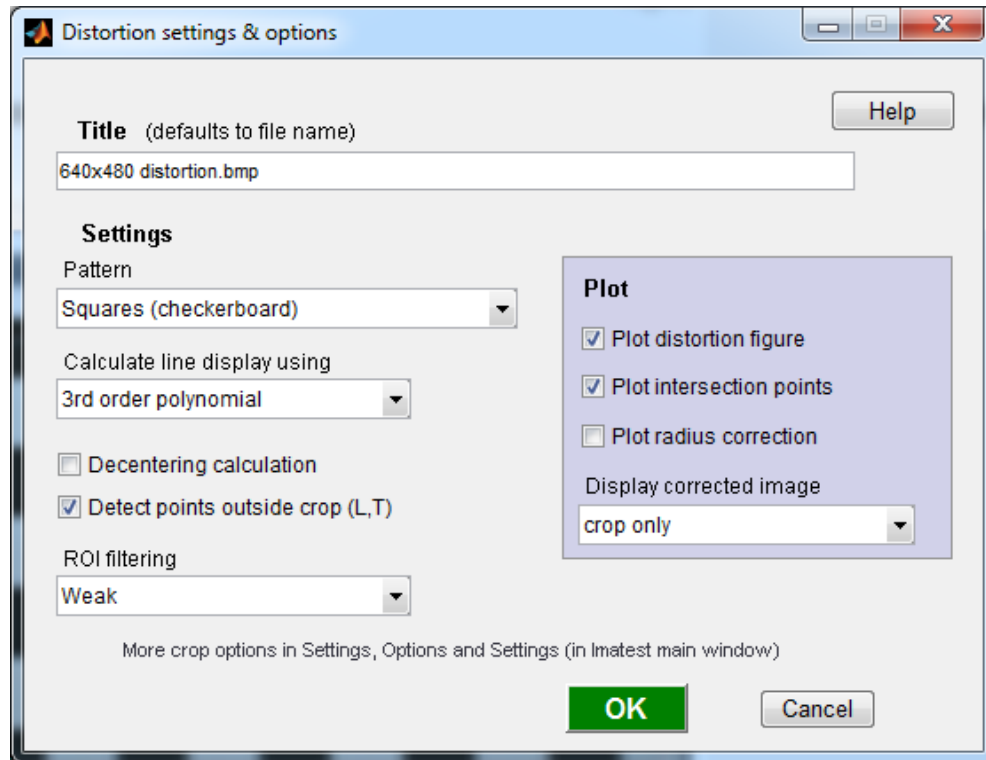 Distortion settings & options
Help
Title (defaults to file name)
640x480 distortion.bmp
Settings
Pattern
Squares (checkerboard)
Calculate line display using
3rd order polynomial
Decentering calculation
Detect points outside crop (L,T)
ROI filtering
Weak
Plot
Plot distortion figure
Plot intersection points
Plot radius correction
Display corrected image
crop only
More crop options in Settings, Options and Settings (in Imatest main window)
OK
Cancel